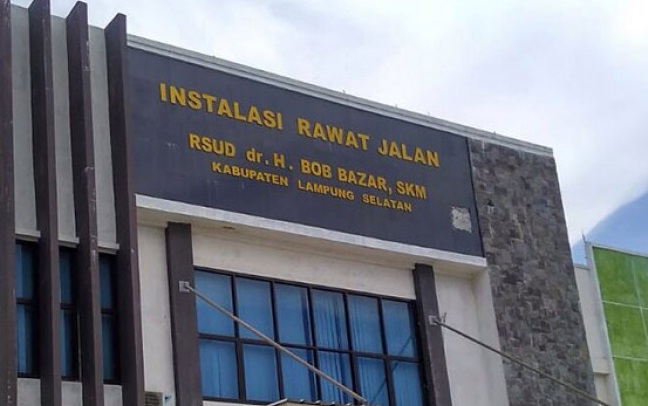 INSTALASI RAWAT JALAN
RSUD dr. H. BOB BAZAR, SKM
KABUPATEN LAMPUNG SELATAN